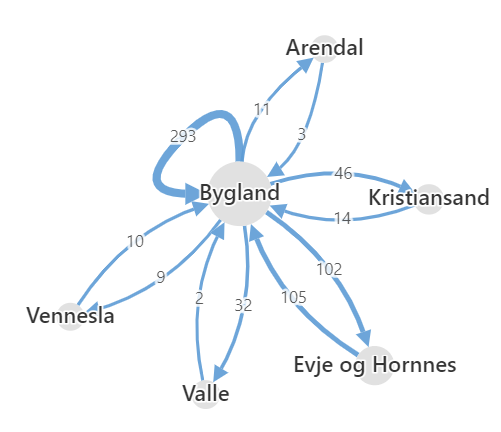 Arendal
11
3
293
46
Bygland
Kristiansand
14
10
102
9
2
32
105
Vennesla
Evje og Hornnes
Valle